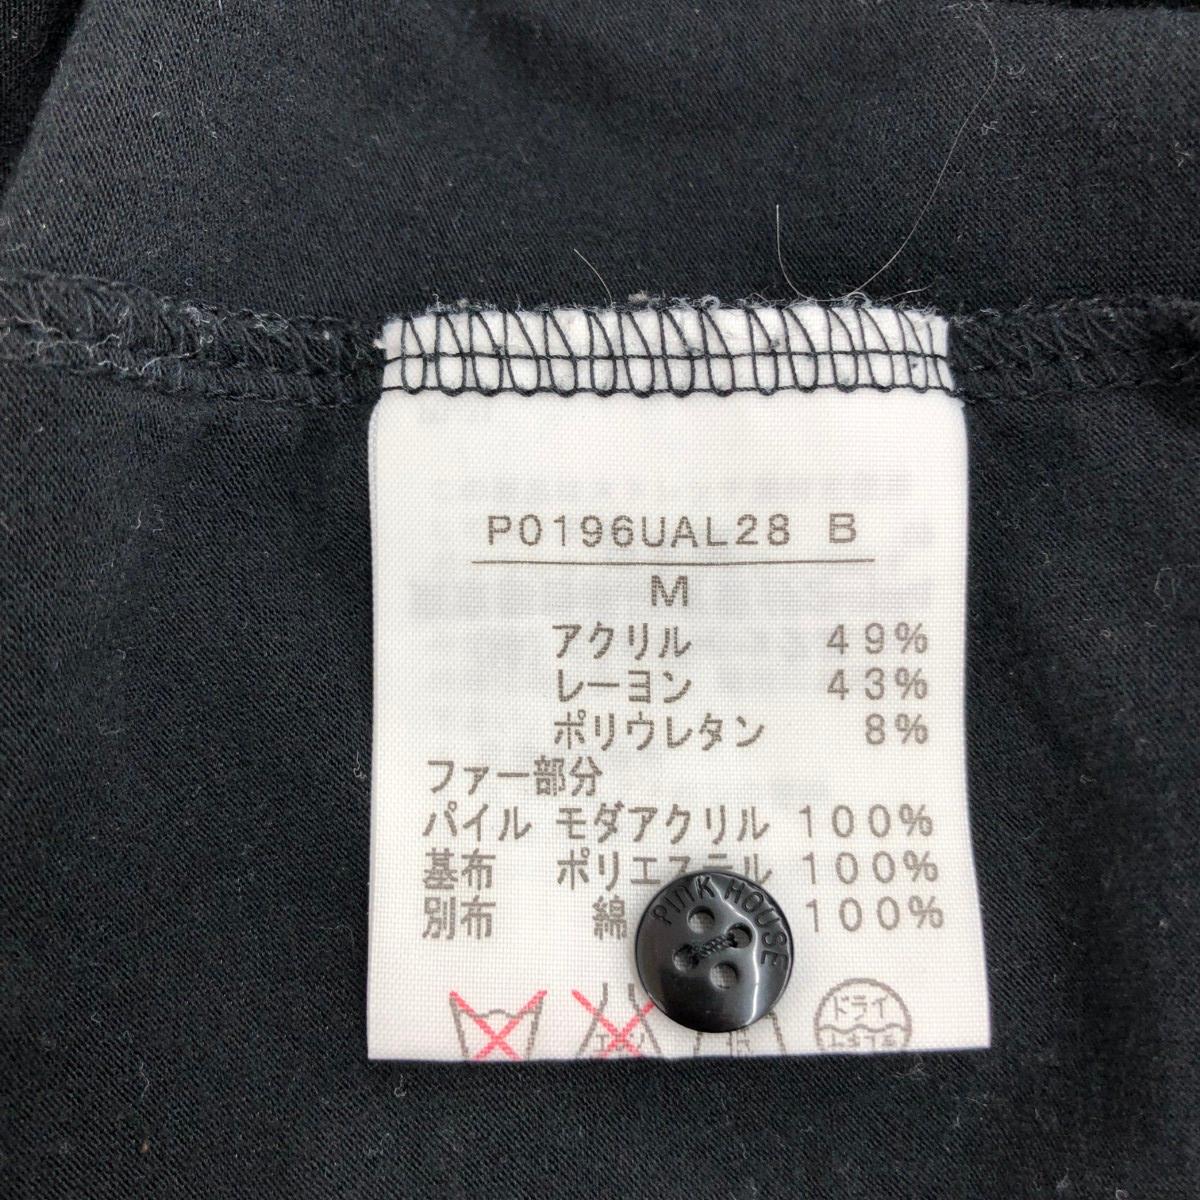 P0196UAL28 B
M
アクリル 49%
レーヨン 43%
ポリウレタン 8%
ファー部分
パイル モダアクリル 100%
基布 ポリエステル 100%
別布 綿 100%
PINK HOUSE
ドライ